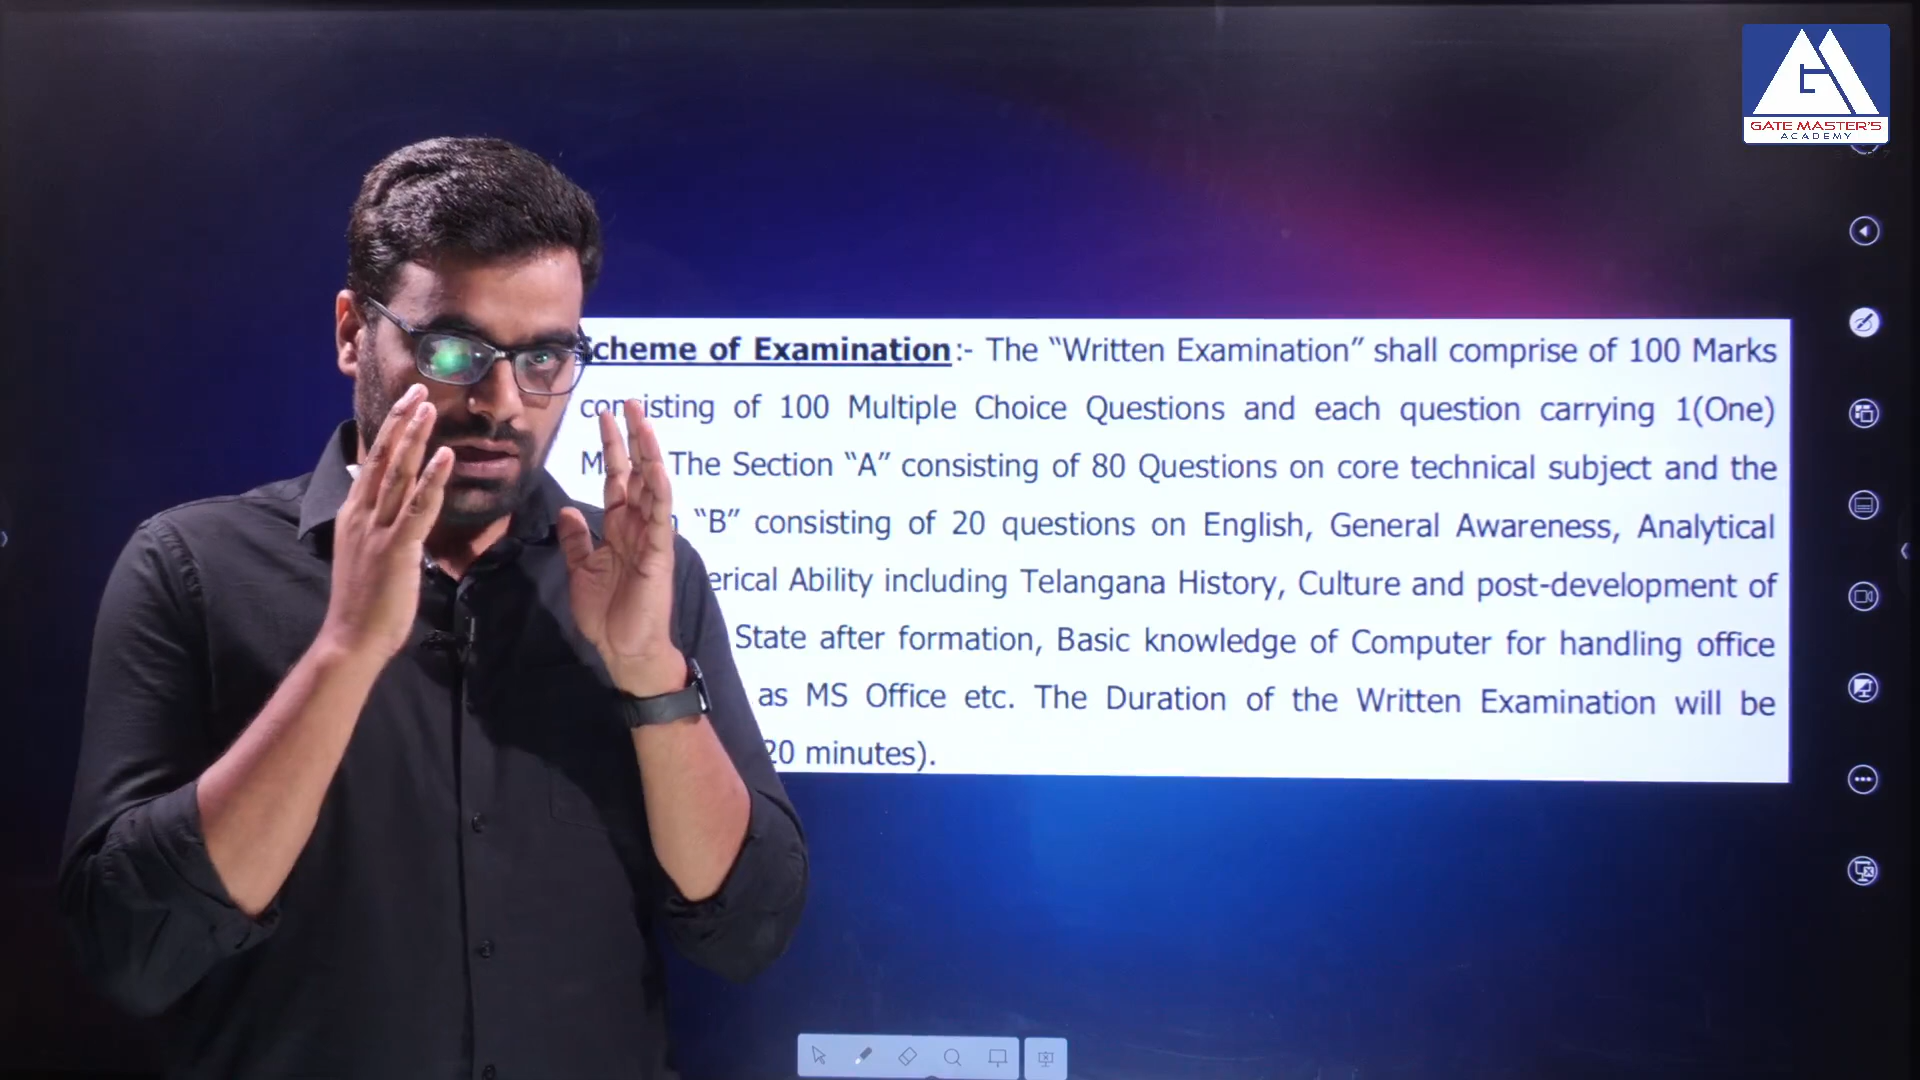 GATE MASTER'S
ACADEMY
Scheme of Examination:- The “Written Examination” shall comprise of 100 Marks
consisting of 100 Multiple Choice Questions and each question carrying 1(One)
The Section “A” consisting of 80 Questions on core technical subject and the
“B” consisting of 20 questions on English, General Awareness, Analytical
Ability including Telangana History, Culture and post-development of
State after formation, Basic knowledge of Computer for handling office
as MS Office etc. The Duration of the Written Examination will be
minutes).